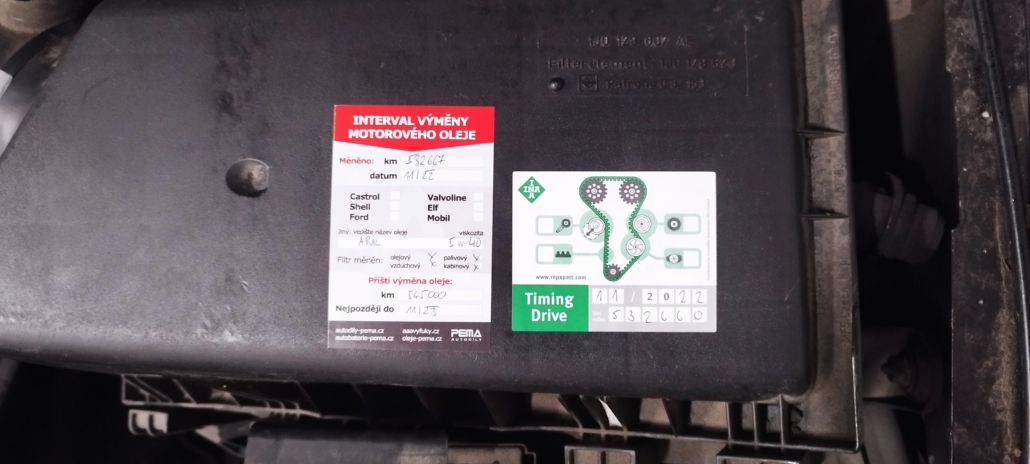 INTERVAL VÝMĚNY
MOTOROVÉHO OLEJE
Měněno: km 532667
datum 11/22
Castrol Valvoline
Shell Elf
Ford Mobil
Jiný: vepište název oleje viskozita
ARAL 5W-40
Filtr měněn: olejový X palivový X
vzduchový X kabinový X
Příští výměna oleje:
km 545000
Nejpozději do 11/23
autodily-pema.cz aaavyfuky.cz PEMA
autobaterie-pema.cz oleje-pema.cz AUTODÍLY
INA
www.repxpert.com
Timing
Drive
11/2022
532660